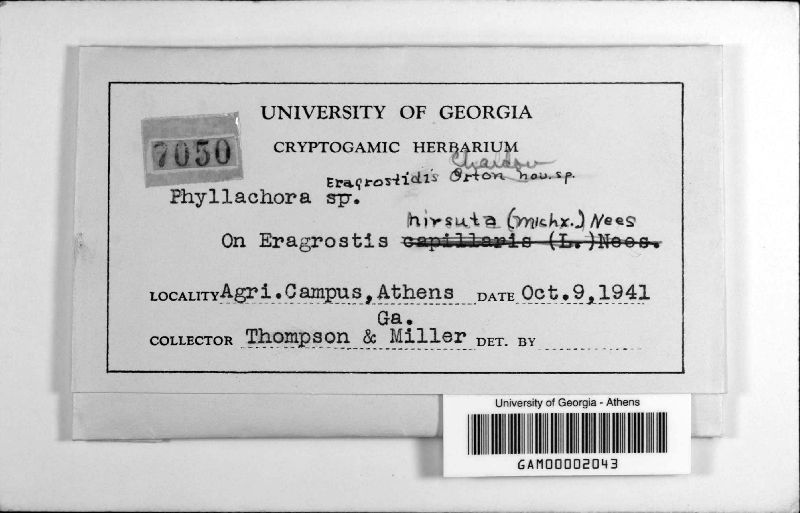 UNIVERSITY OF GEORGIA
CRYPTOGAMIC HERBARIUM
7050
Chardon
Eragrostidis Orton nov. sp.
Phyllachora sp.
hirsuta (Michx.) Nees
On Eragrostis capillaris (L.)Nees.
LOCALITY Agri.Campus, Athens DATE Oct.9,1941
Ga.
COLLECTOR Thompson & Miller DET. BY
University of Georgia - Athens
GAM00002043